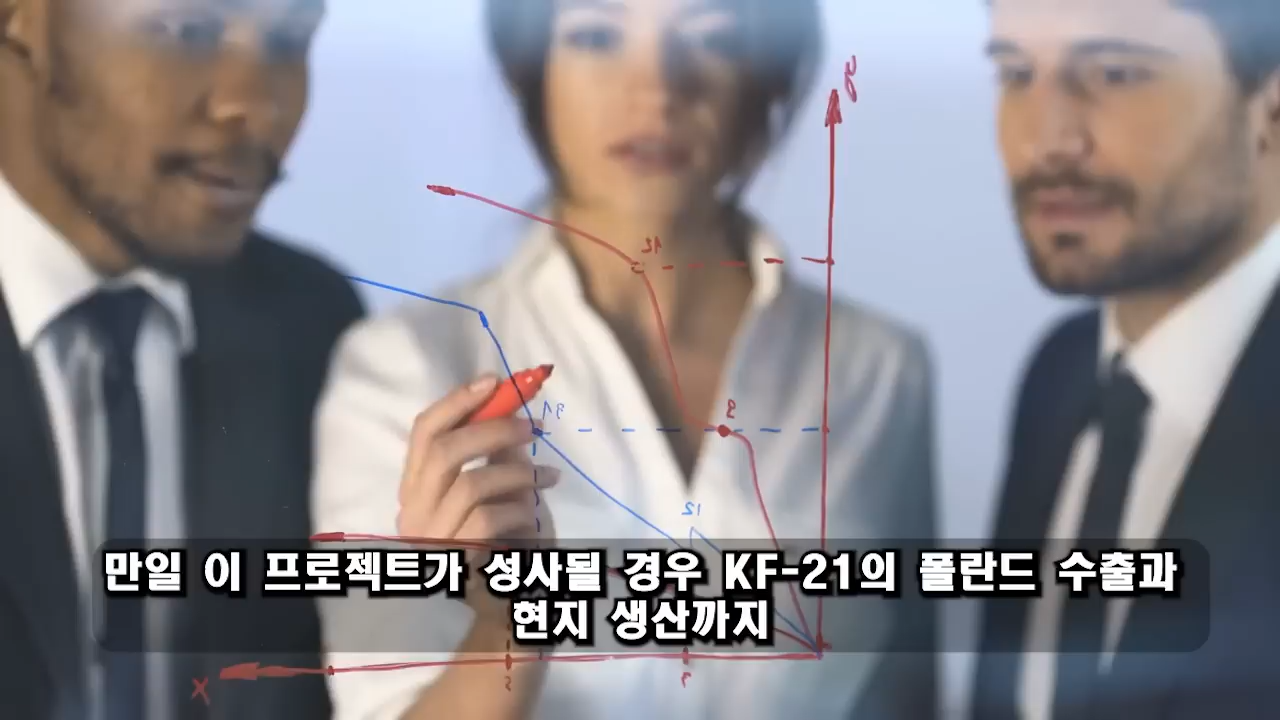 만일 이 프로젝트가 성사될 경우 KF-21의 폴란드 수출과
현지 생산까지
x